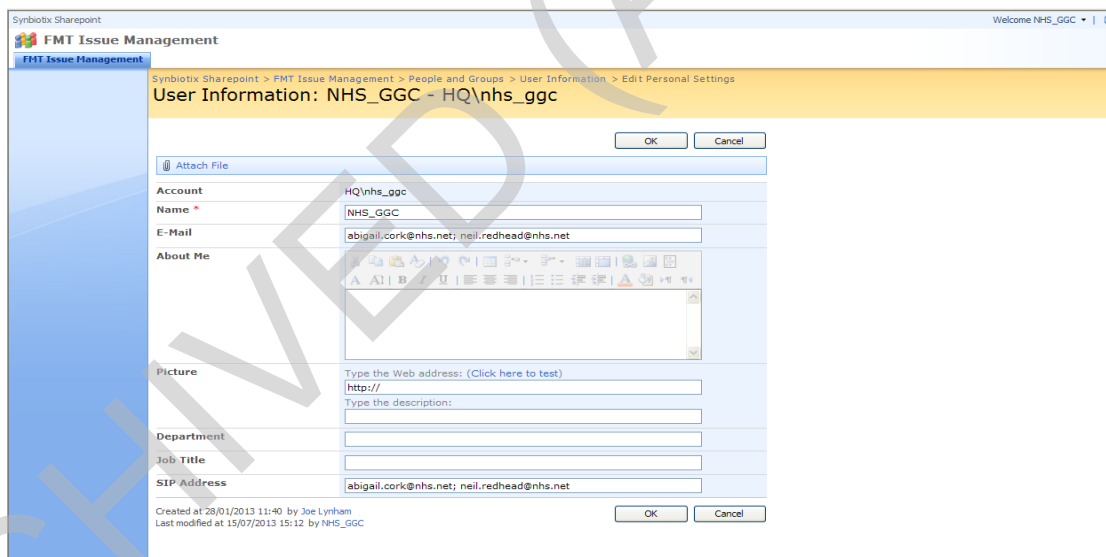 Synbiotix Sharepoint
Welcome NHS_GGC
FMT Issue Management
FMT Issue Management
Synbiotix Sharepoint > FMT Issue Management > People and Groups > User Information > Edit Personal Settings
User Information: NHS_GGC - HQ\nhs_ggc
OK Cancel
Attach File
Account HQ\nhs_ggc
Name * NHS_GGC
E-Mail abigail.cork@nhs.net; neil.redhead@nhs.net
About Me
Picture Type the Web address: (Click here to test)
http://
Type the description:
Department
Job Title
SIP Address abigail.cork@nhs.net; neil.redhead@nhs.net
Created at 28/01/2013 11:40 by Joe Lynham
Last modified at 15/07/2013 15:12 by NHS_GGC
OK Cancel